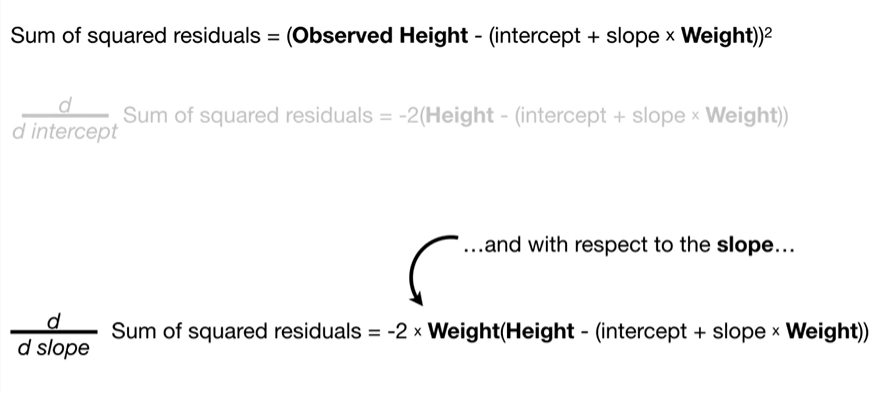 Sum of squared residuals = (Observed Height - (intercept + slope × Weight))²
d
d intercept
Sum of squared residuals = -2(Height - (intercept + slope × Weight))
…and with respect to the slope…
d
d slope
Sum of squared residuals = -2 × Weight(Height - (intercept + slope × Weight))